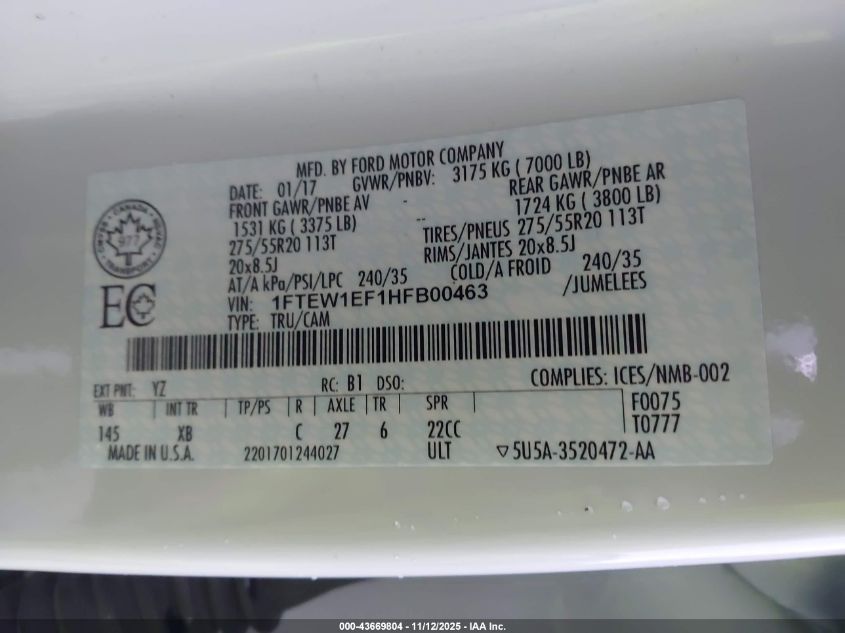 MFD. BY FORD MOTOR COMPANY
DATE: 01/17 GVWR/PNBV: 3175 KG ( 7000 LB)
FRONT GAWR/PNBE AV - REAR GAWR/PNBE AR
1531 KG ( 3375 LB) -- 1724 KG ( 3800 LB)
275/55R20 113T TIRES/PNEUS 275/55R20 113T
20x8.5J RIMS/JANTES 20x8.5J
AT/A kPa/PSI/LPC 240/35 COLD/A FROID 240/35
VIN: 1FTEW1EF1HFB00463 /JUMELEES
TYPE: TRU/CAM
CANADA
977
TRANSPORT
EC
EXT PNT: YZ RC: B1 DSO: COMPLIES: ICES/NMB-002
WB INT TR TP/PS R AXLE TR SPR F0075
145 XB C 27 6 22CC T0777
MADE IN U.S.A. 2201701244027 ULT ▽5U5A-3520472-AA
000-43669804 - 11/12/2025 - IAA Inc.